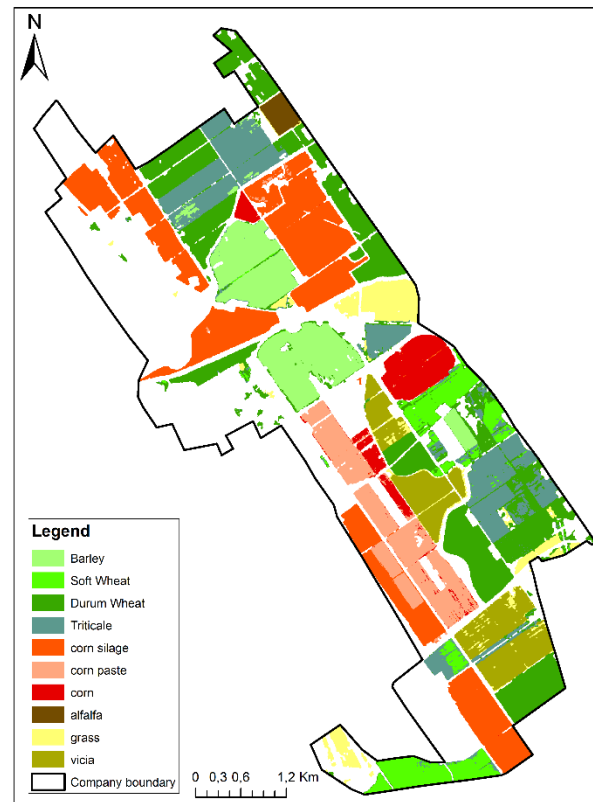 N
Legend
Barley
Soft Wheat
Durum Wheat
Triticale
corn silage
corn paste
corn
alfalfa
grass
vicia
Company boundary
0 0,3 0,6 1,2 Km